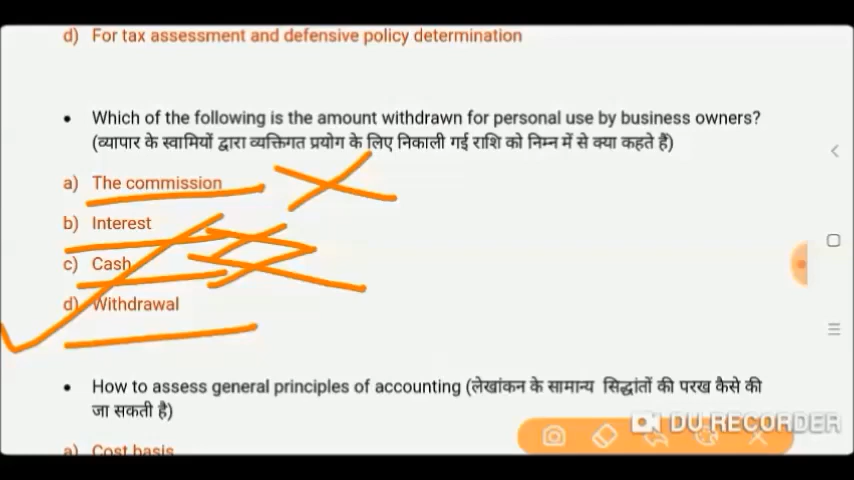 d) For tax assessment and defensive policy determination
• Which of the following is the amount withdrawn for personal use by business owners?
(व्यापार के स्वामियों द्वारा व्यक्तिगत प्रयोग के लिए निकाली गई राशि को निम्न में से क्या कहते हैं)
a) The commission
b) Interest
c) Cash
d) Withdrawal
• How to assess general principles of accounting (लेखांकन के सामान्य सिद्धांतों की परख कैसे की
जा सकती है)
DU RECORDER
a) Cost basis